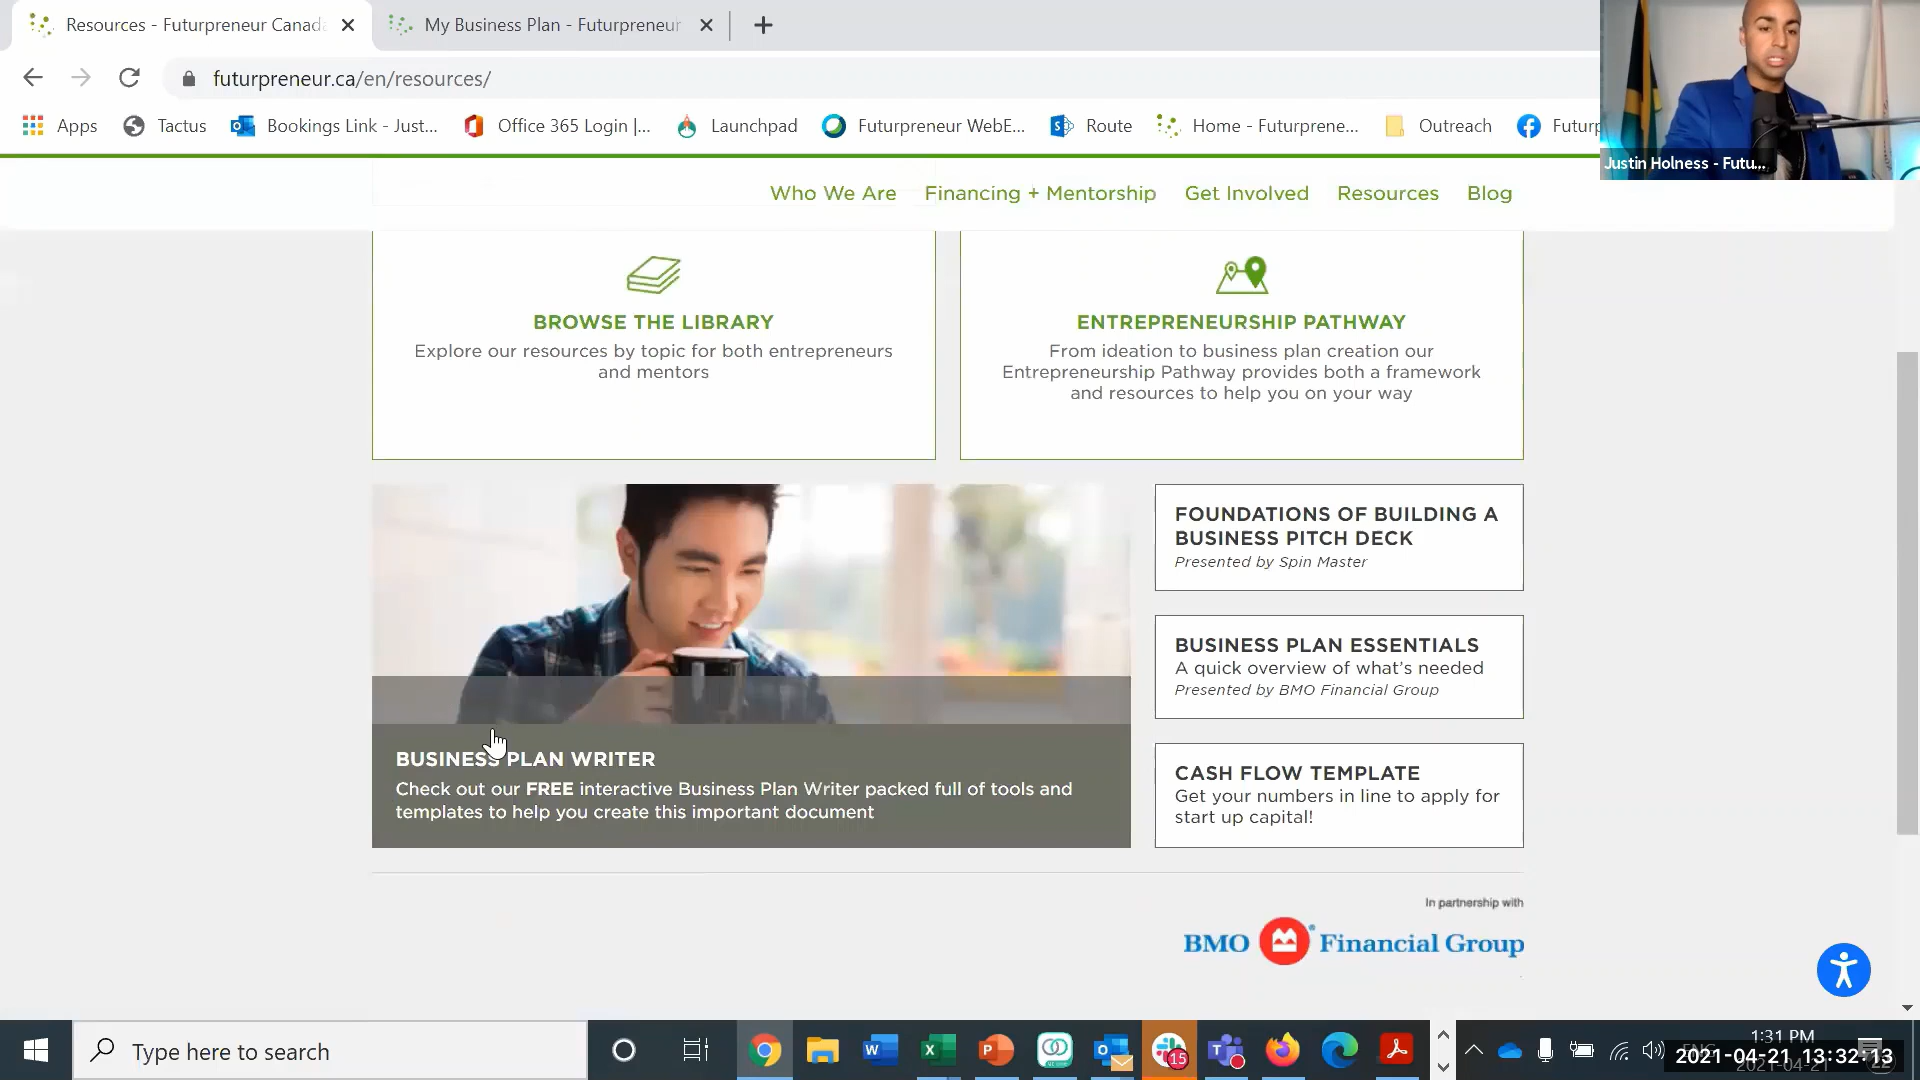 Resources - Futurpreneur Canada
My Business Plan - Futurpreneur
futurpreneur.ca/en/resources/
Apps
Tactus
Bookings Link - Just...
Office 365 Login |...
Launchpad
Futurpreneur WebE...
Route
Home - Futurprene...
Outreach
Futurp
Justin Holness - Futu...
Who We Are
Financing + Mentorship
Get Involved
Resources
Blog
BROWSE THE LIBRARY
Explore our resources by topic for both entrepreneurs
and mentors
ENTREPRENEURSHIP PATHWAY
From ideation to business plan creation our
Entrepreneurship Pathway provides both a framework
and resources to help you on your way
BUSINESS PLAN WRITER
Check out our FREE interactive Business Plan Writer packed full of tools and
templates to help you create this important document
FOUNDATIONS OF BUILDING A
BUSINESS PITCH DECK
Presented by Spin Master
BUSINESS PLAN ESSENTIALS
A quick overview of what's needed
Presented by BMO Financial Group
CASH FLOW TEMPLATE
Get your numbers in line to apply for
start up capital!
In partnership with
BMO Financial Group
Type here to search
15
1:31 PM
2021-04-21 13:32:13
22